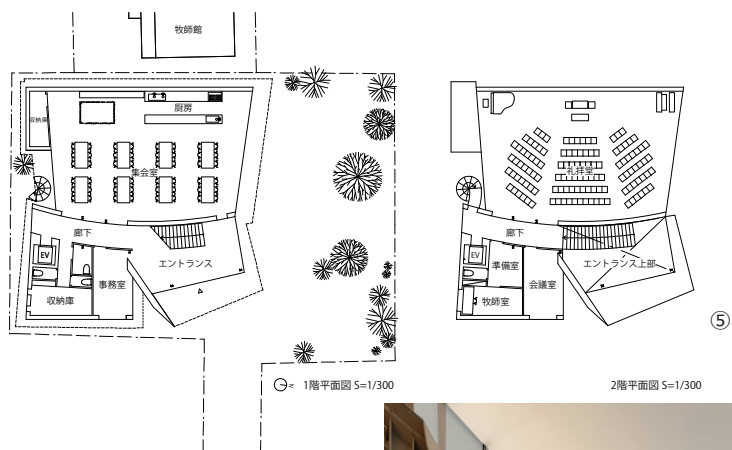 牧師館
厨房
収納庫
集会室
廊下
EV
事務室
収納庫
エントランス
N
1階平面図 S=1/300
礼拝室
廊下
EV
準備室
会議室
牧師室
エントランス上部
⑤
2階平面図 S=1/300